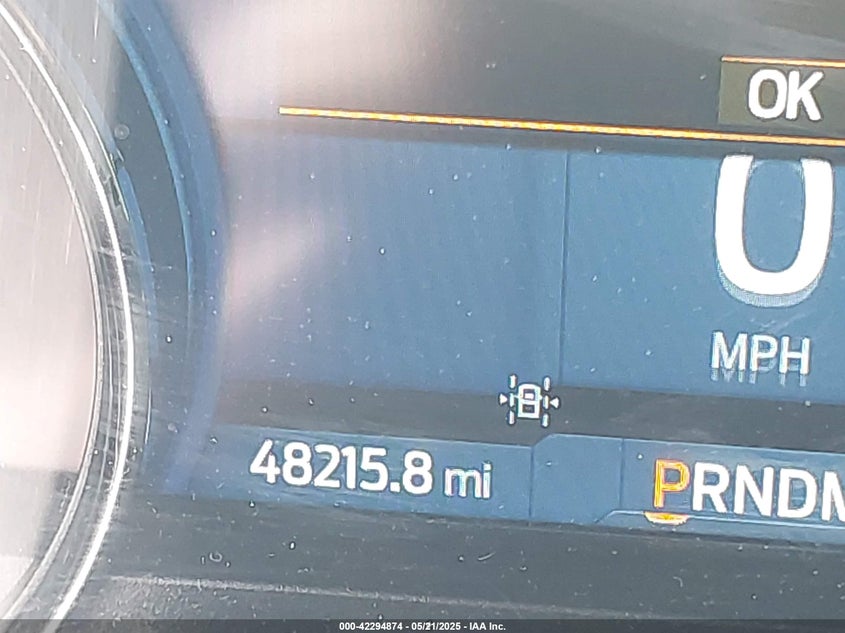 OK
0
MPH
48215.8 mi
PRNDM
000-42294874 - 05/21/2025 - IAA Inc.